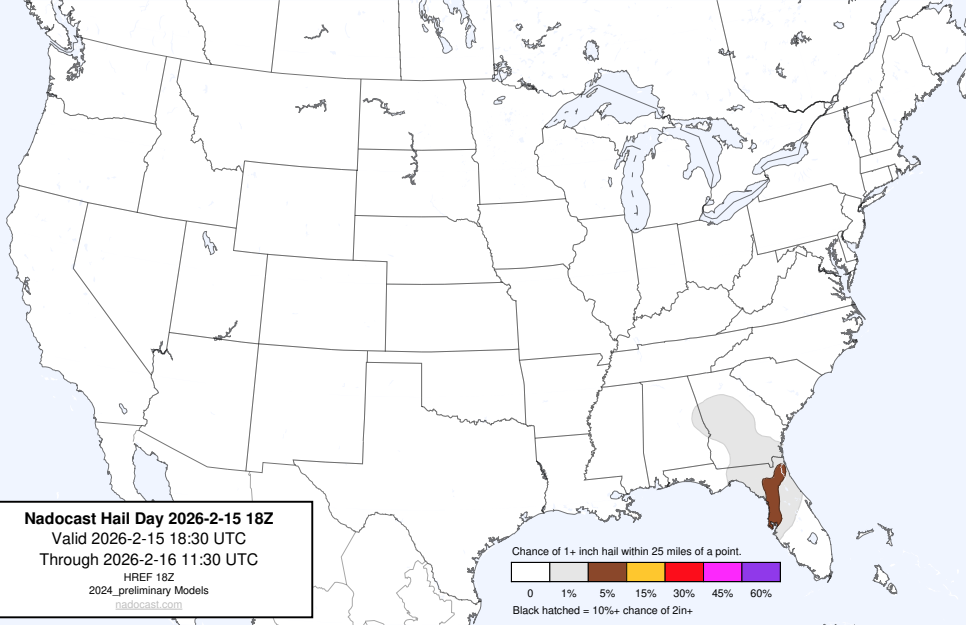 Nadocast Hail Day 2026-2-15 18Z
Valid 2026-2-15 18:30 UTC
Through 2026-2-16 11:30 UTC
HREF 18Z
2024_preliminary Models
nadocast.com
Chance of 1+ inch hail within 25 miles of a point.
0 1% 5% 15% 30% 45% 60%
Black hatched = 10%+ chance of 2in+